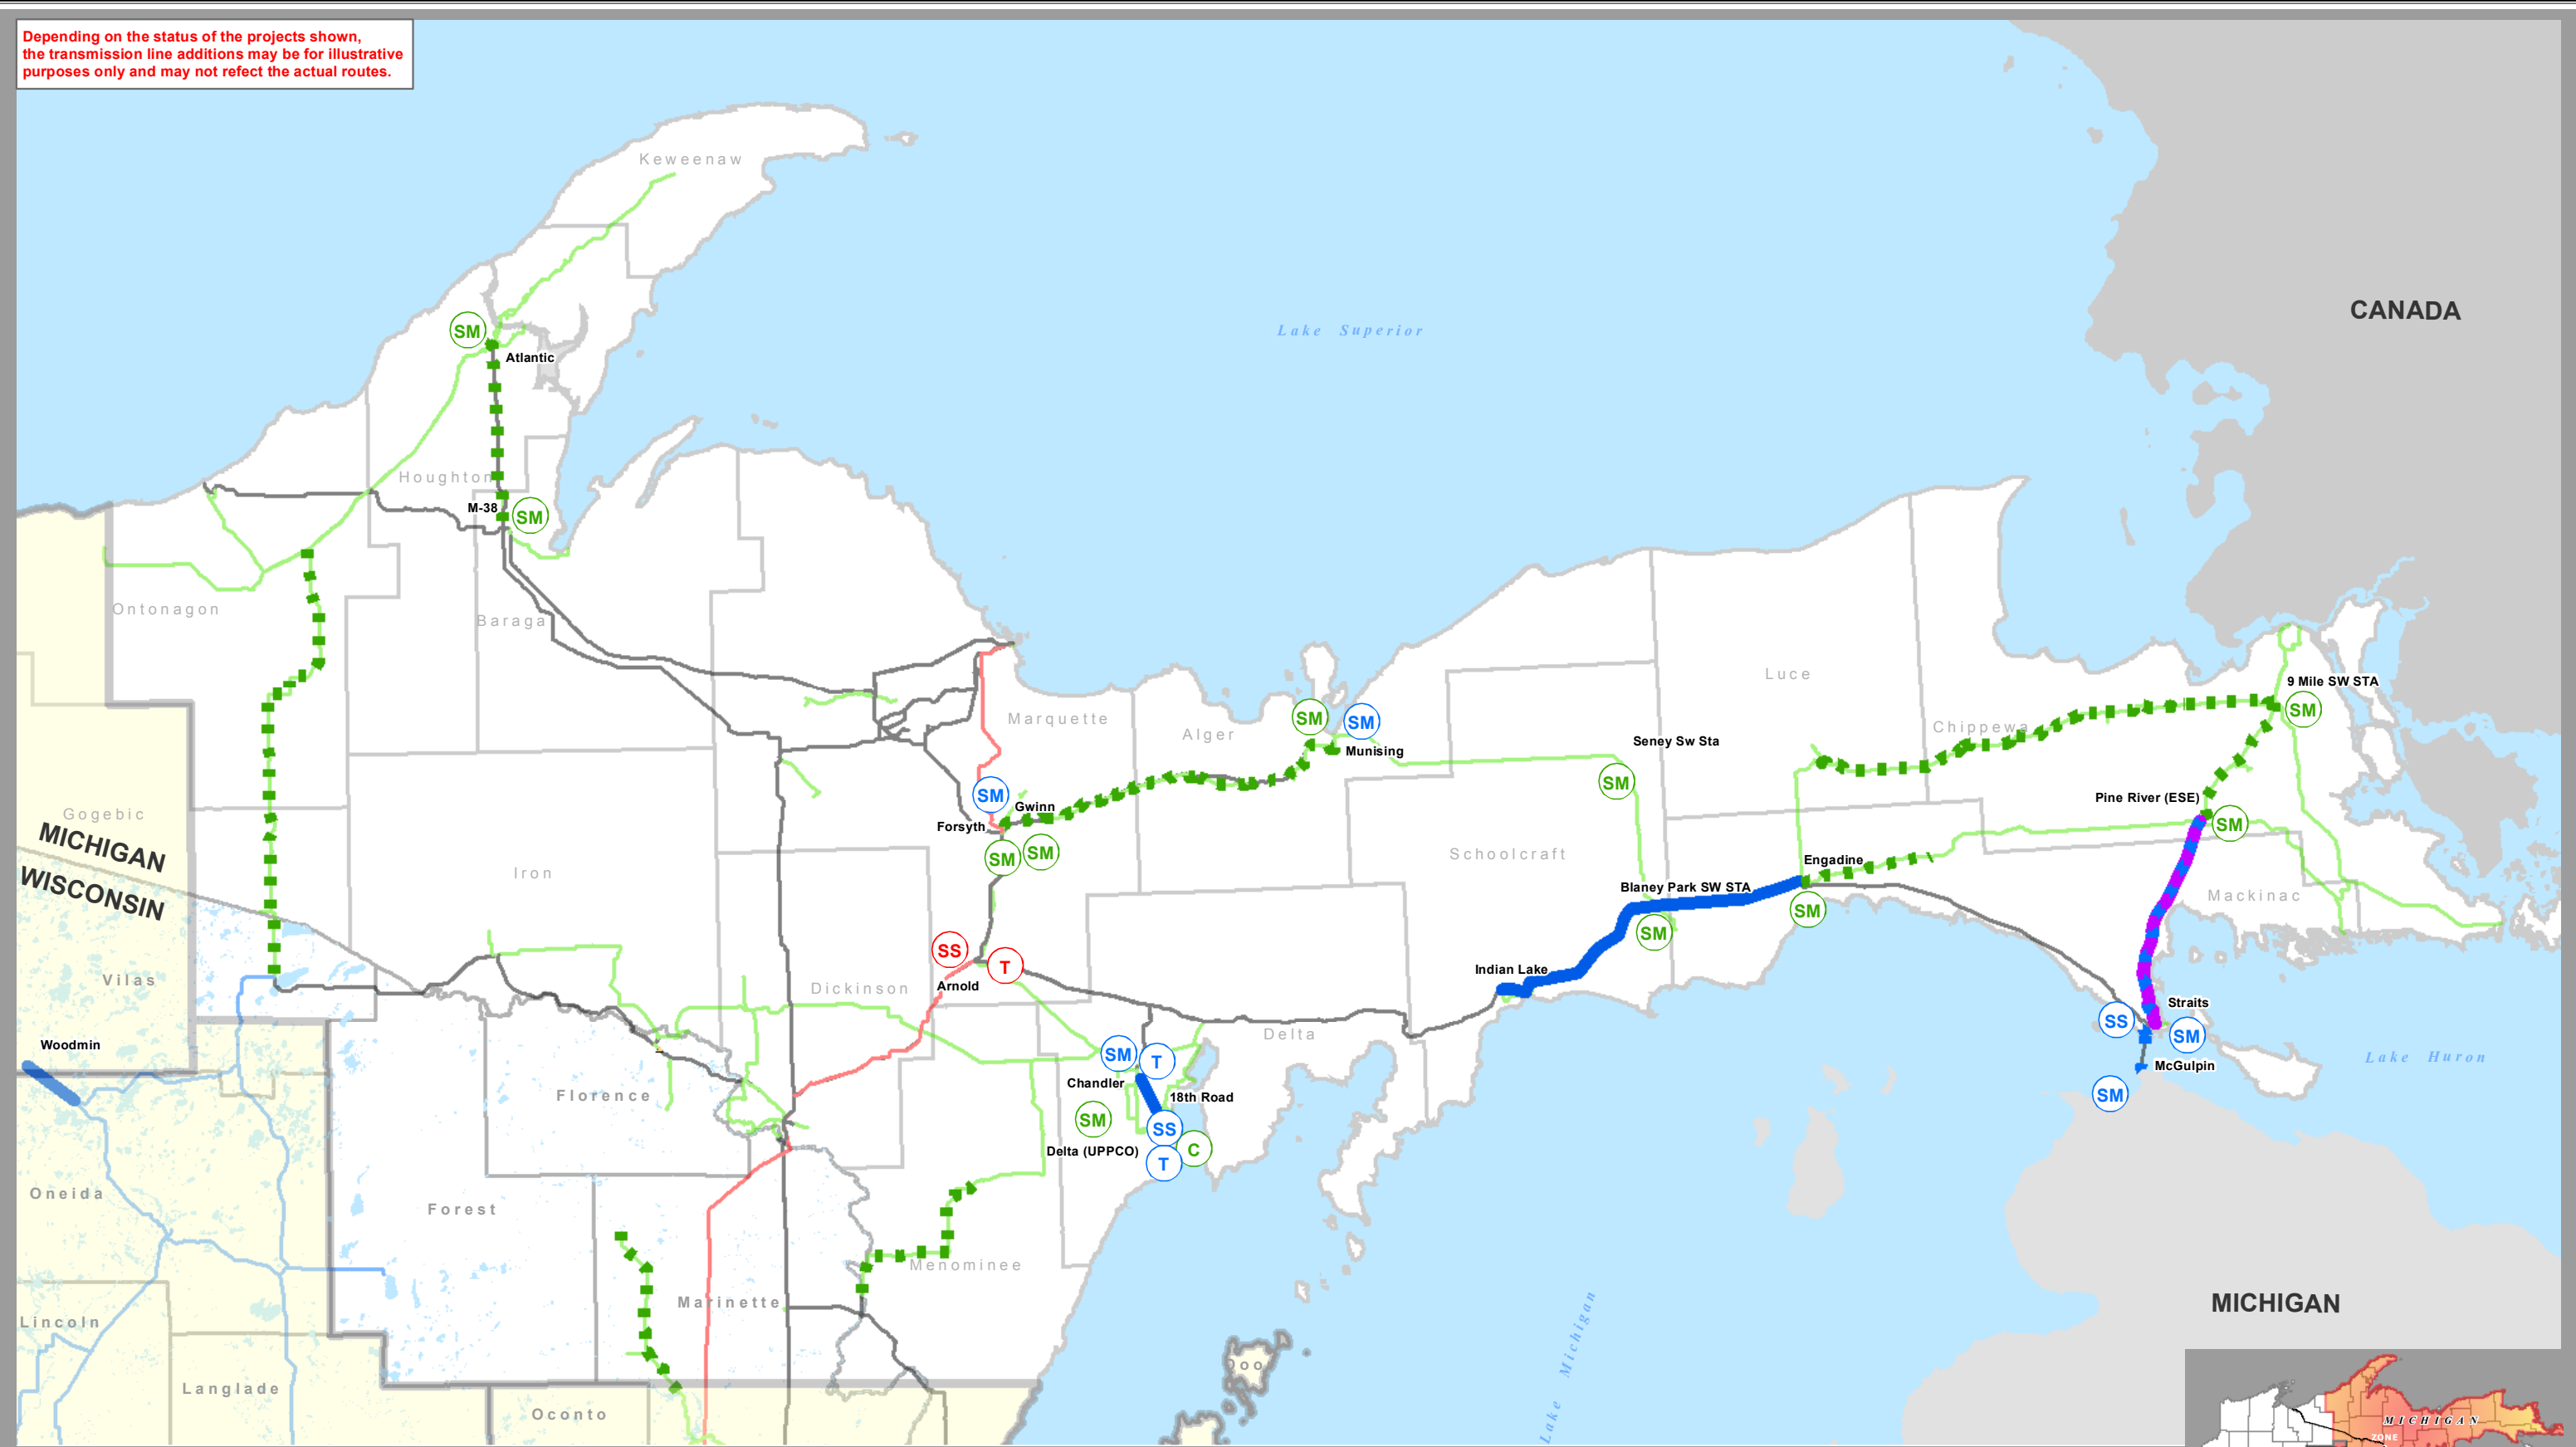 Depending on the status of the projects shown,
the transmission line additions may be for illustrative
purposes only and may not refect the actual routes.
Keweenaw
CANADA
Lake Superior
SM
Atlantic
Houghton
M-38
SM
Ontonagon
Baraga
Luce
9 Mile SW STA
SM
Marquette
Alger
SM
SM
Munising
Chippewa
Seney Sw Sta
SM
Gogebic
MICHIGAN
WISCONSIN
SM
Gwinn
Forsyth
SM
SM
Pine River (ESE)
SM
Iron
Schoolcraft
Engadine
SM
Blaney Park SW STA
SM
Mackinac
Vilas
SS
T
Arnold
Dickinson
Indian Lake
Straits
SS
SM
McGulpin
SM
Lake Huron
Delta
Woodmin
SM
T
Chandler
18th Road
Florence
SM
SS
Delta (UPPCO)
C
T
Oneida
Forest
Menominee
Marinette
MICHIGAN
Lincoln
Lake Michigan
Langlade
Oconto
MICHIGAN
ZONE